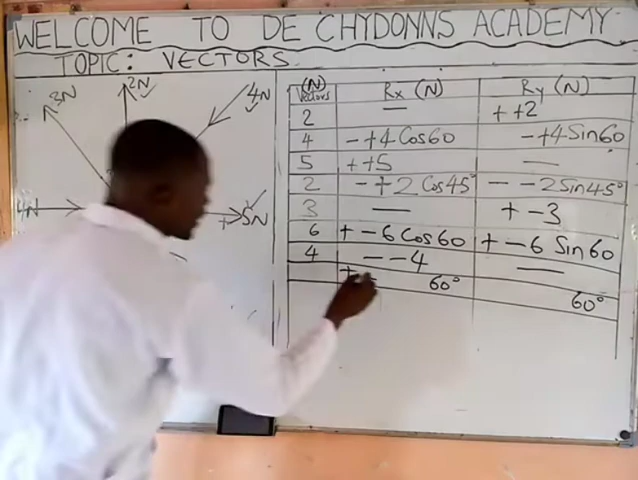 WELCOME TO DE CHYDONNS ACADEMY
TOPIC: VECTORS
3N 2N 4N
4N + 5N
(N) Vectors Rx (N) Ry (N)
2 — + +2
4 - +4 Cos60 - +4 Sin60
5 + +5 —
2 - +2 Cos45° - -2 Sin45°
3 — + -3
6 + -6 Cos60 + -6 Sin60
4 - -4 —
+ 60° 60°